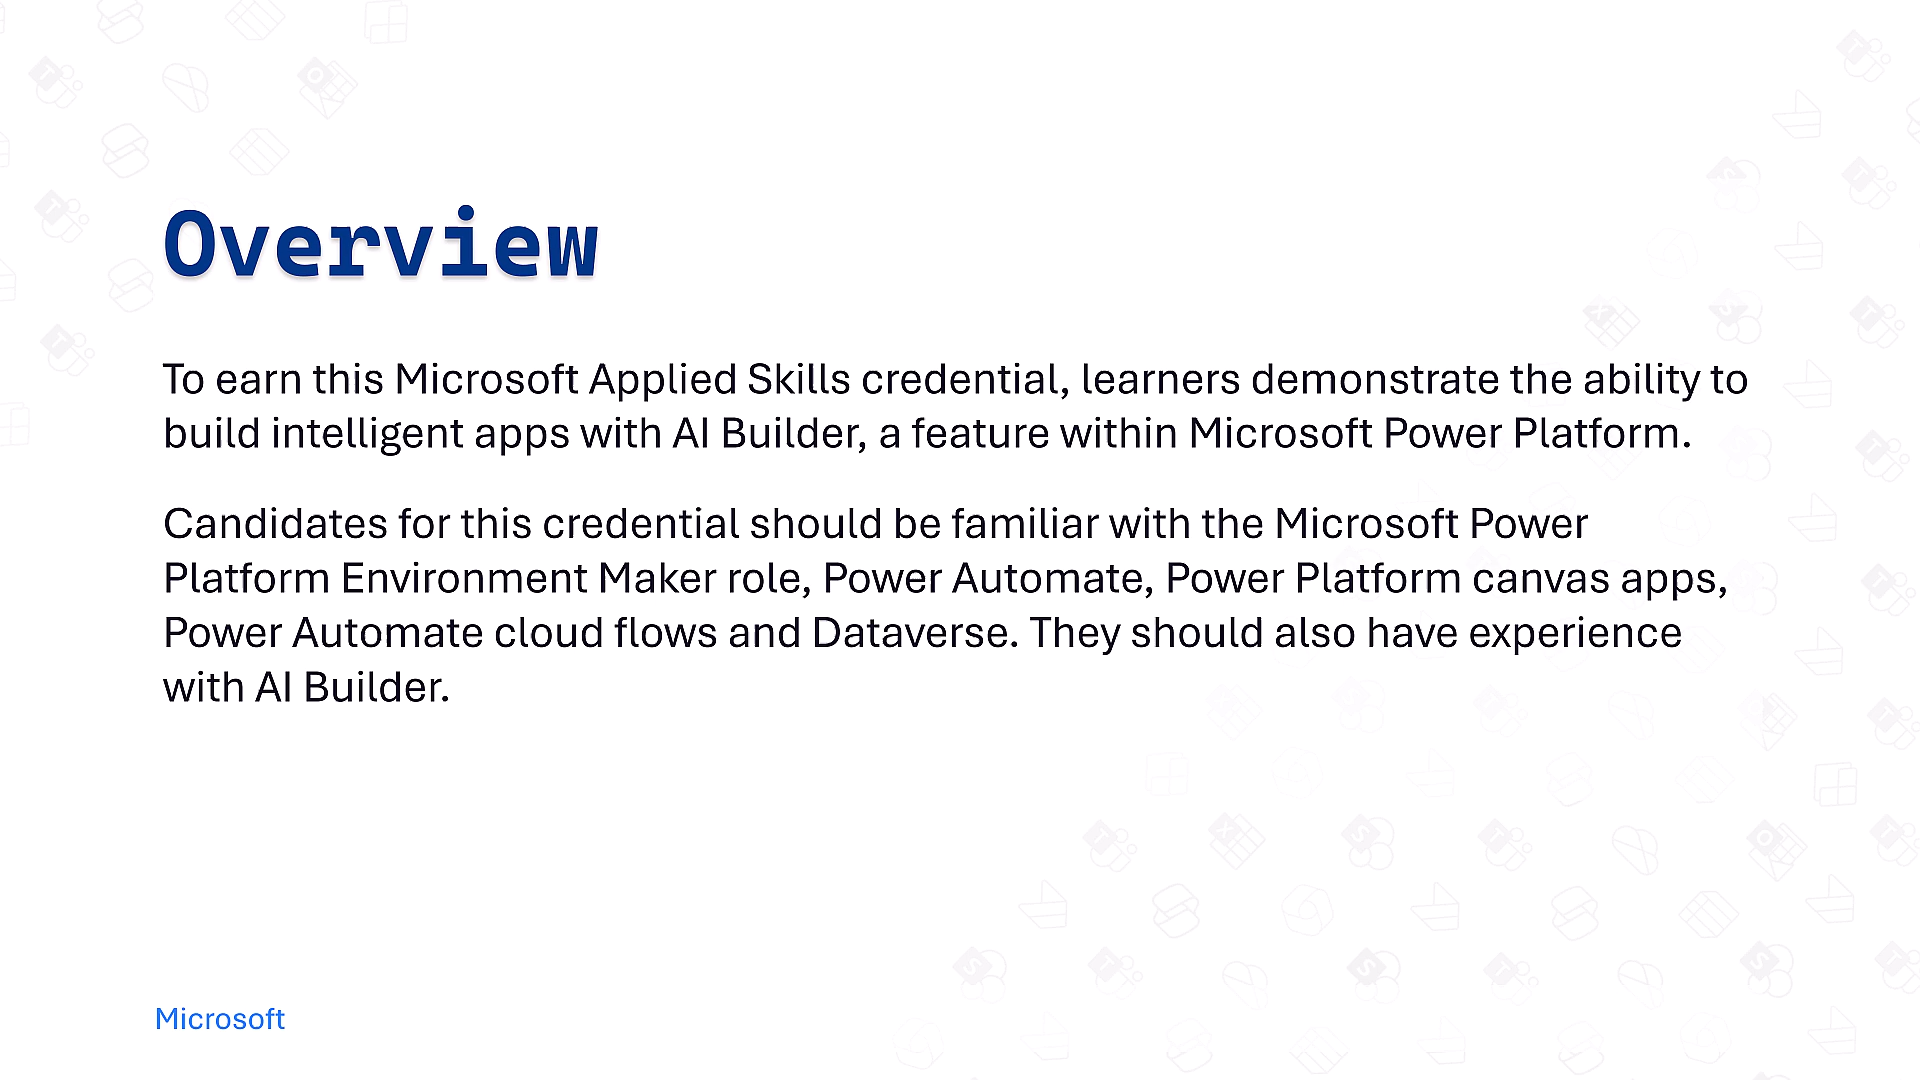 Overview
To earn this Microsoft Applied Skills credential, learners demonstrate the ability to
build intelligent apps with AI Builder, a feature within Microsoft Power Platform.
Candidates for this credential should be familiar with the Microsoft Power
Platform Environment Maker role, Power Automate, Power Platform canvas apps,
Power Automate cloud flows and Dataverse. They should also have experience
with AI Builder.
Microsoft